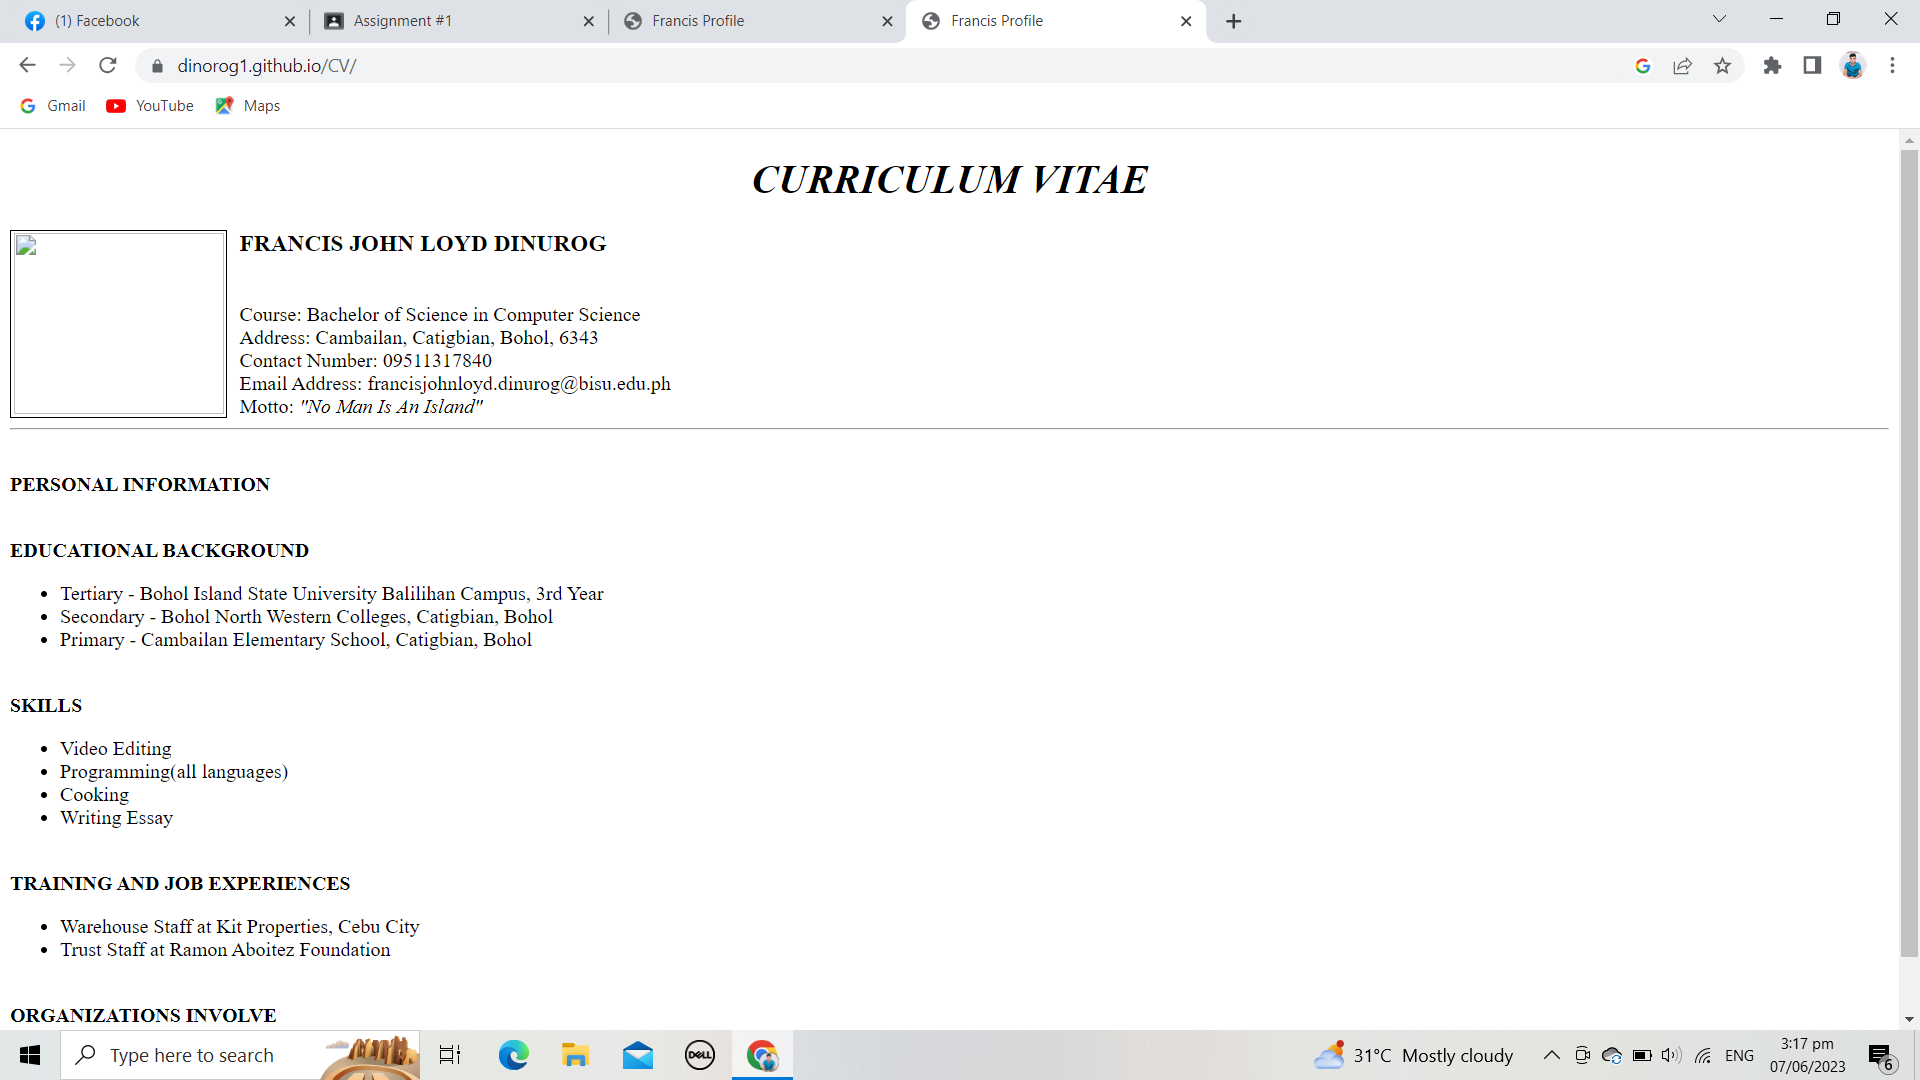 (1) Facebook
Assignment #1
Francis Profile
Francis Profile
dinorog1.github.io/CV/
Gmail
YouTube
Maps
CURRICULUM VITAE
FRANCIS JOHN LOYD DINUROG
Course: Bachelor of Science in Computer Science
Address: Cambailan, Catigbian, Bohol, 6343
Contact Number: 09511317840
Email Address: francisjohnloyd.dinurog@bisu.edu.ph
Motto: "No Man Is An Island"
PERSONAL INFORMATION
EDUCATIONAL BACKGROUND
Tertiary - Bohol Island State University Balilihan Campus, 3rd Year
Secondary - Bohol North Western Colleges, Catigbian, Bohol
Primary - Cambailan Elementary School, Catigbian, Bohol
SKILLS
Video Editing
Programming(all languages)
Cooking
Writing Essay
TRAINING AND JOB EXPERIENCES
Warehouse Staff at Kit Properties, Cebu City
Trust Staff at Ramon Aboitez Foundation
ORGANIZATIONS INVOLVE
Type here to search
DELL
31°C Mostly cloudy
ENG
3:17 pm
07/06/2023
6